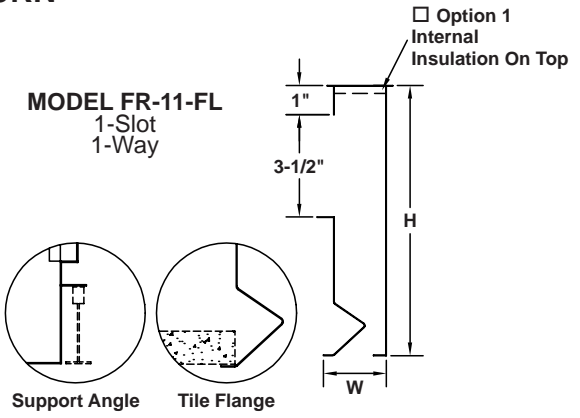 ☐ Option 1
Internal
Insulation On Top
MODEL FR-11-FL
1-Slot
1-Way
1"
3-1/2"
H
W
Support Angle
Tile Flange